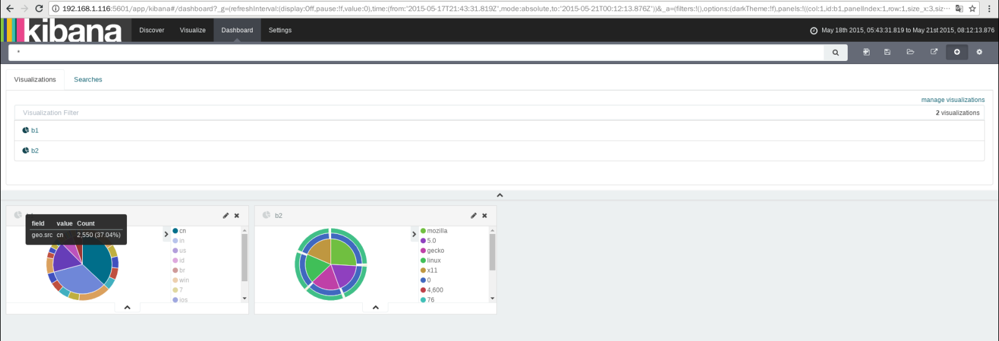 192.168.1.116:5601/app/kibana#/dashboard?_g=(refreshInterval:(display:Off,pause:!f,value:0),time:(from:'2015-05-17T21:43:31.819Z',mode:absolute,to:'2015-05-21T00:12:13.876Z'))&_a=(filters:!(),options:(darkTheme:!f),panels:!((col:1,id:b1,panelIndex:1,row:1,size_x:3,siz…
kibana Discover Visualize Dashboard Settings May 18th 2015, 05:43:31.819 to May 21st 2015, 08:12:13.876
*
Visualizations Searches
manage visualizations
Visualization Filter 2 visualizations
b1
b2
field value Count
geo.src cn 2,550 (37.04%)
cn
in
us
id
br
win
7
ios
b2
mozilla
5.0
gecko
linux
x11
0
4,600
76